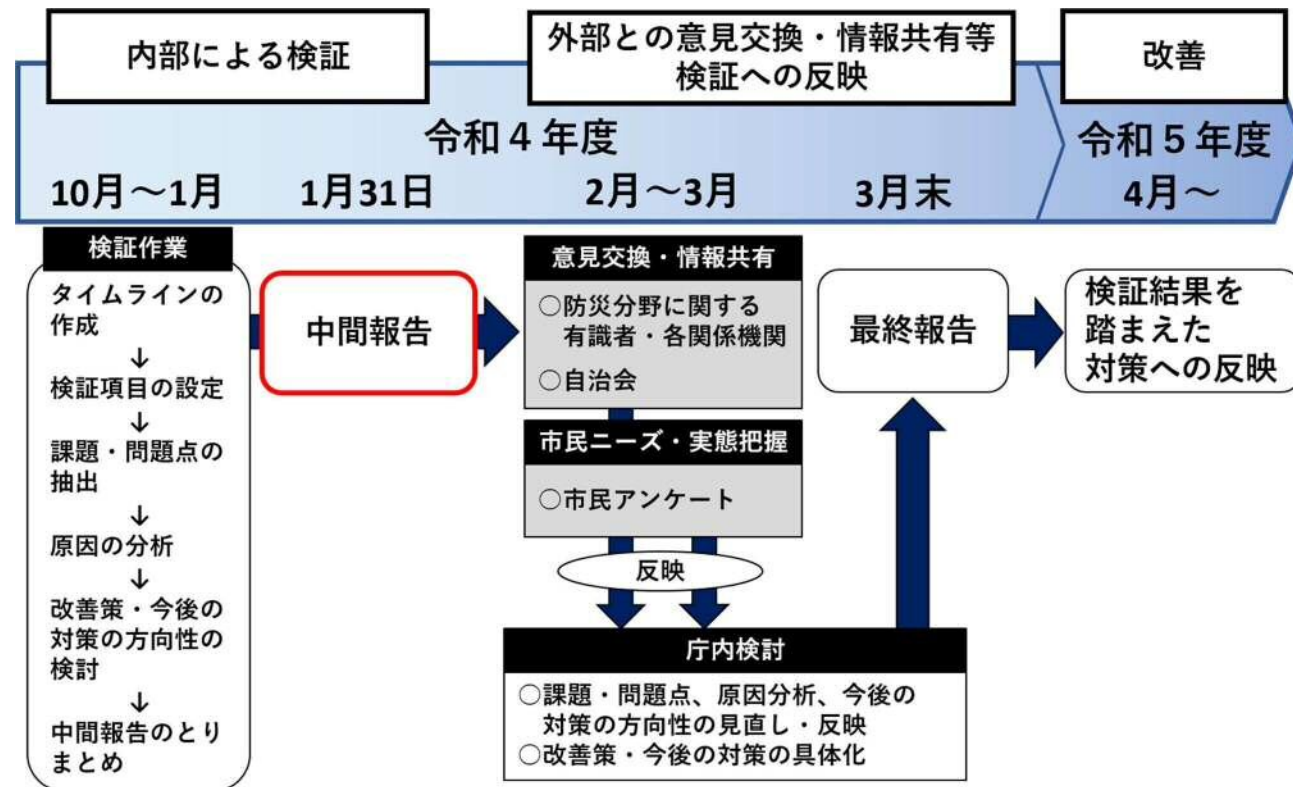 内部による検証
外部との意見交換・情報共有等
検証への反映
改善
令和４年度
令和５年度
10月～1月
1月31日
2月～3月
3月末
4月～
検証作業
タイムラインの
作成
↓
検証項目の設定
↓
課題・問題点の
抽出
↓
原因の分析
↓
改善策・今後の
対策の方向性の
検討
↓
中間報告のとり
まとめ
中間報告
意見交換・情報共有
○防災分野に関する
有識者・各関係機関
○自治会
市民ニーズ・実態把握
○市民アンケート
反映
庁内検討
○課題・問題点、原因分析、今後の
対策の方向性の見直し・反映
○改善策・今後の対策の具体化
最終報告
検証結果を
踏まえた
対策への反映